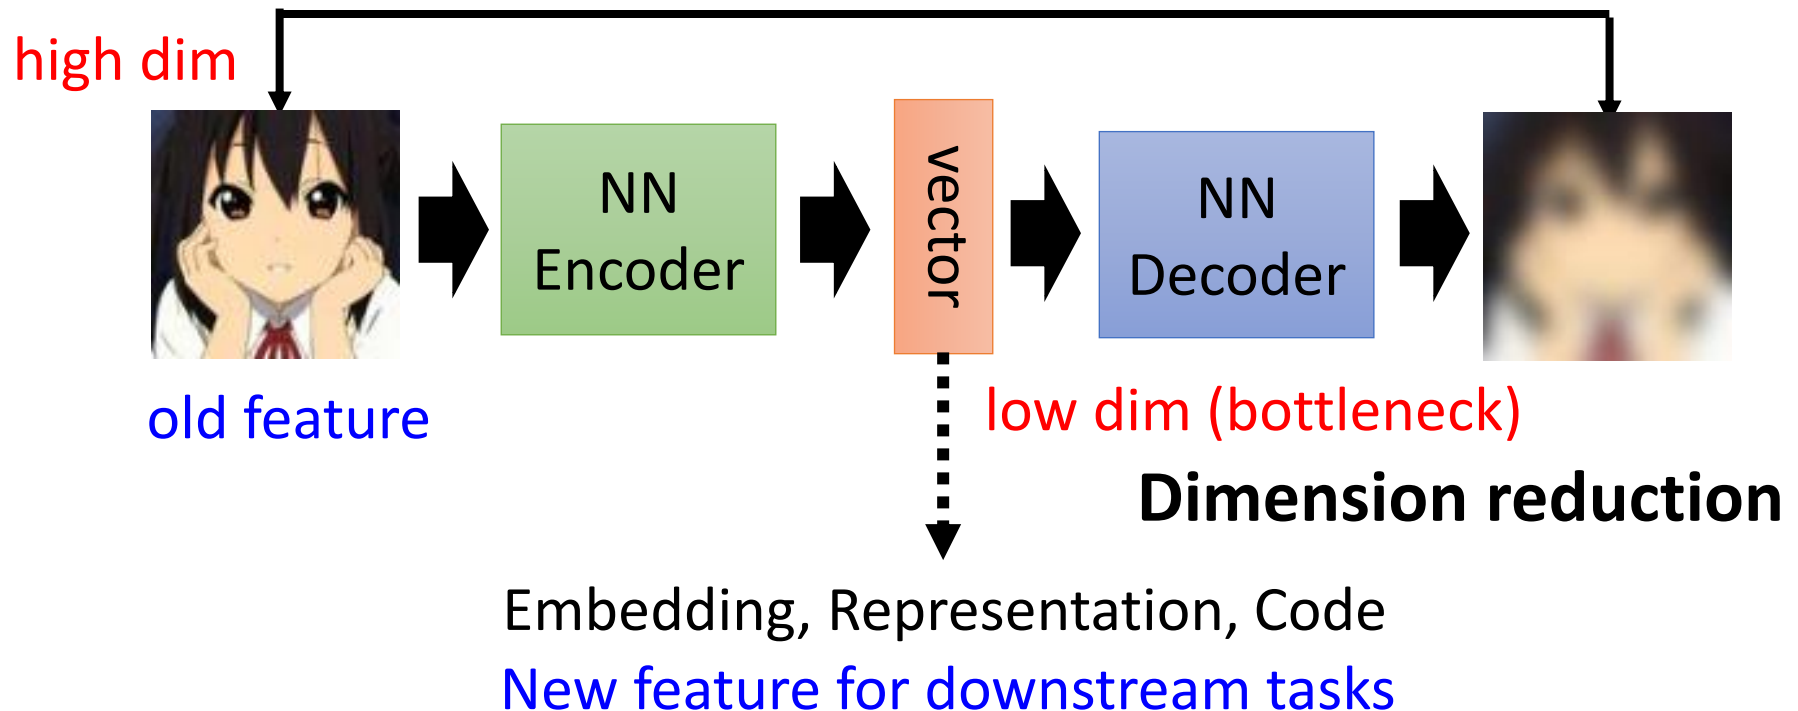 high dim
NN
Encoder
vector
NN
Decoder
old feature
low dim (bottleneck)
Dimension reduction
Embedding, Representation, Code
New feature for downstream tasks